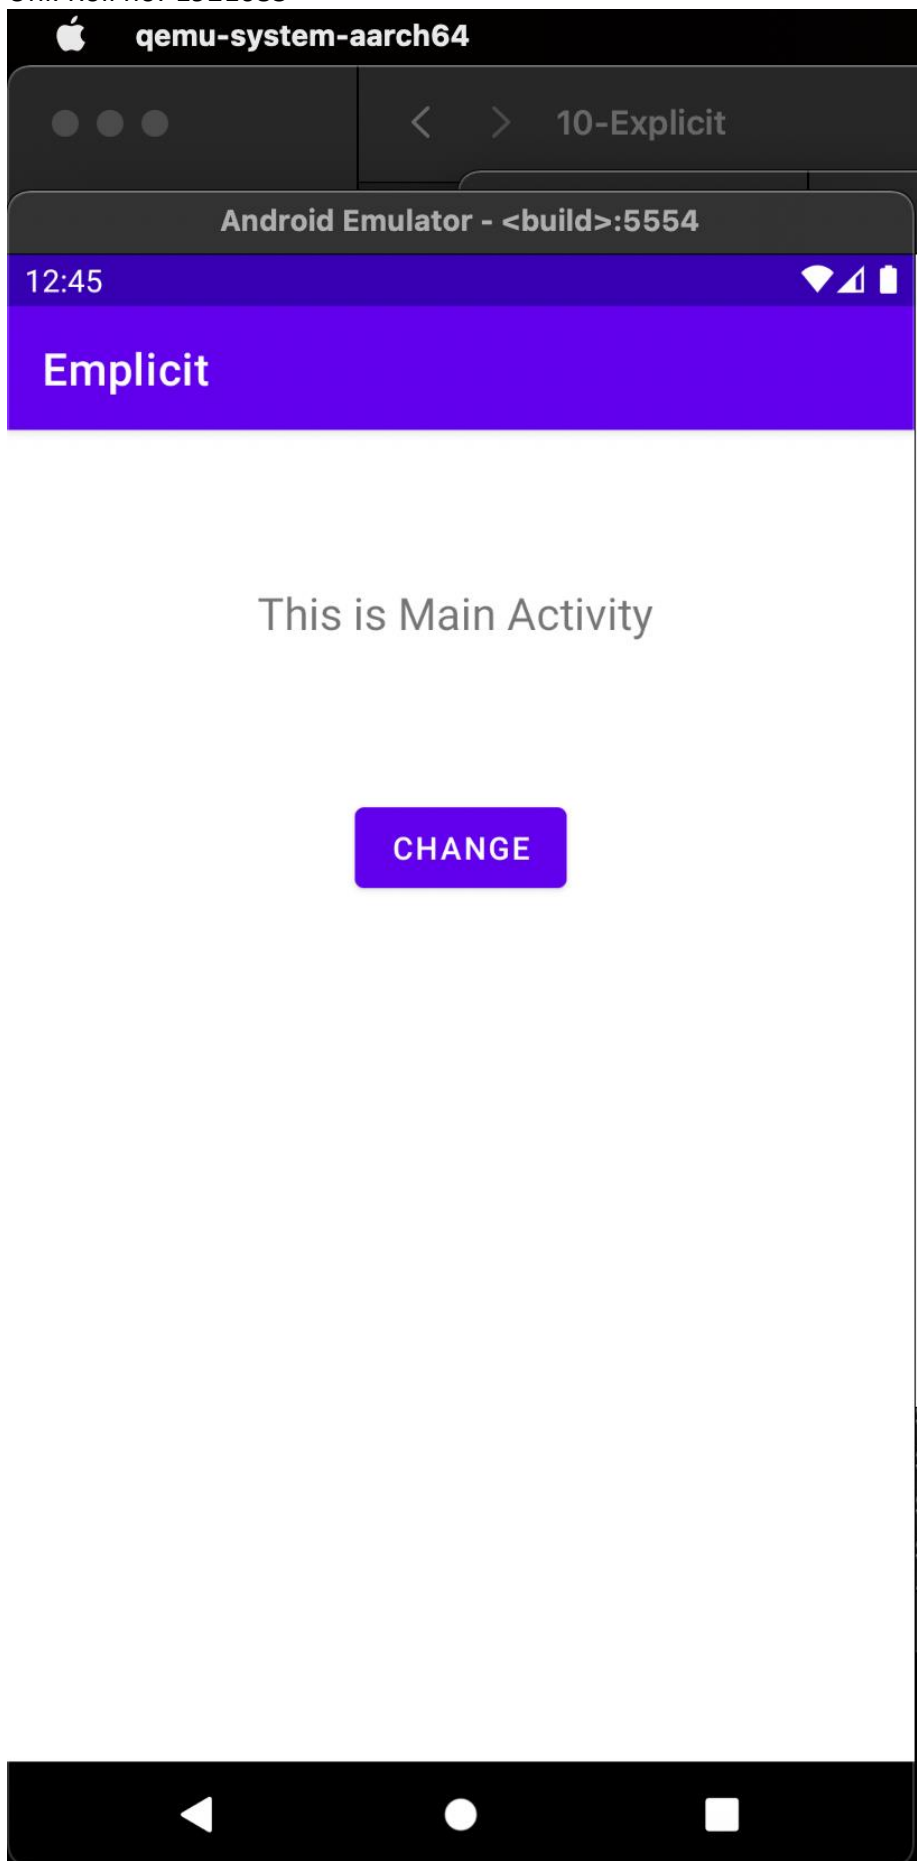 qemu-system-aarch64
10-Explicit
Android Emulator - <build>:5554
12:45
Emplicit
This is Main Activity
CHANGE